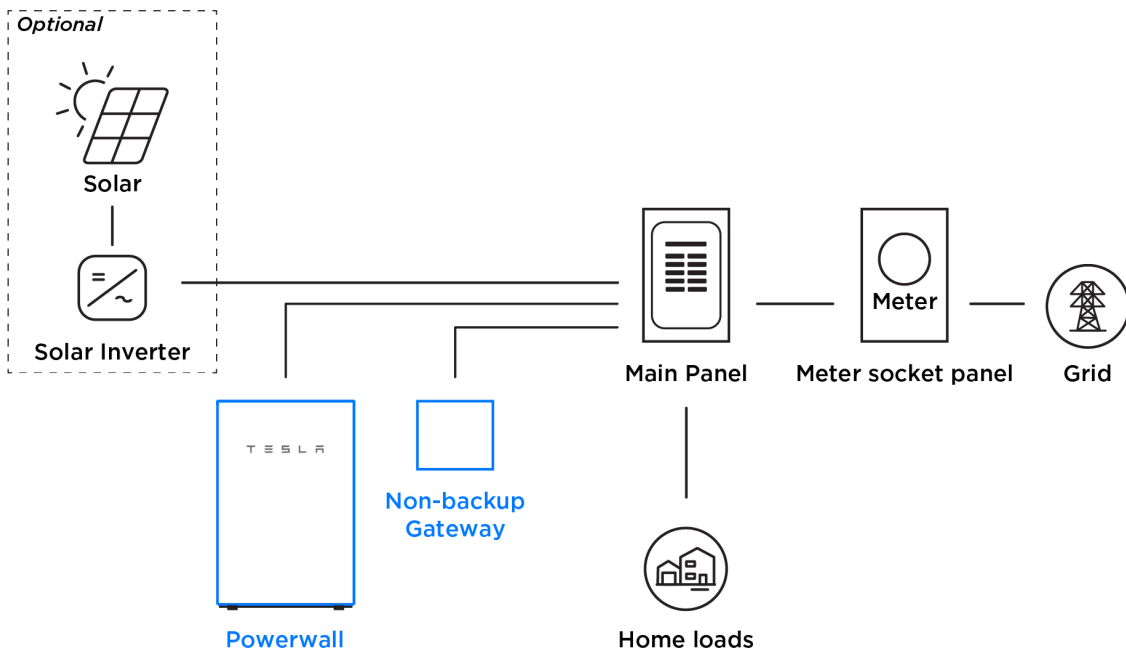 Optional
Solar
Solar Inverter
TESLA
Powerwall
Non-backup
Gateway
Main Panel
Meter
Meter socket panel
Grid
Home loads